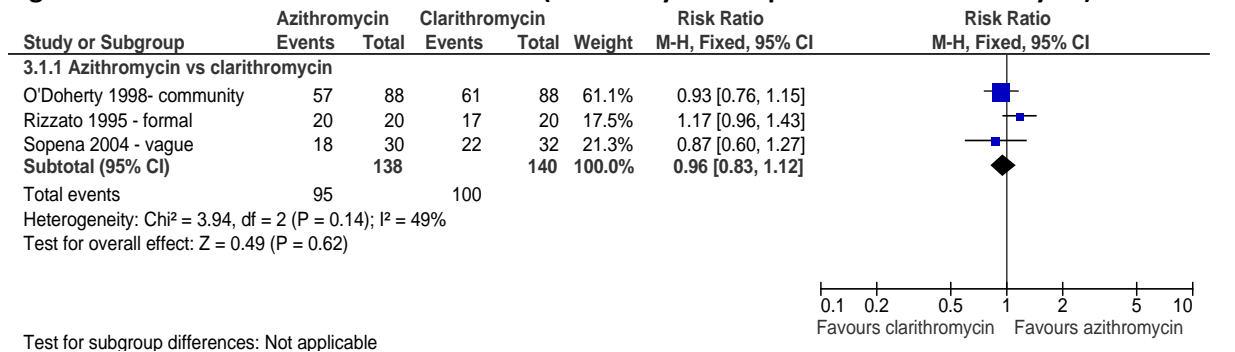 Azithromycin Clarithromycin Risk Ratio Risk Ratio
Study or Subgroup Events Total Events Total Weight M-H, Fixed, 95% CI M-H, Fixed, 95% CI
3.1.1 Azithromycin vs clarithromycin
O'Doherty 1998- community 57 88 61 88 61.1% 0.93 [0.76, 1.15]
Rizzato 1995 - formal 20 20 17 20 17.5% 1.17 [0.96, 1.43]
Sopena 2004 - vague 18 30 22 32 21.3% 0.87 [0.60, 1.27]
Subtotal (95% CI) 138 140 100.0% 0.96 [0.83, 1.12]
Total events 95 100
Heterogeneity: Chi² = 3.94, df = 2 (P = 0.14); I² = 49%
Test for overall effect: Z = 0.49 (P = 0.62)
0.1 0.2 0.5 1 2 5 10
Favours clarithromycin Favours azithromycin
Test for subgroup differences: Not applicable